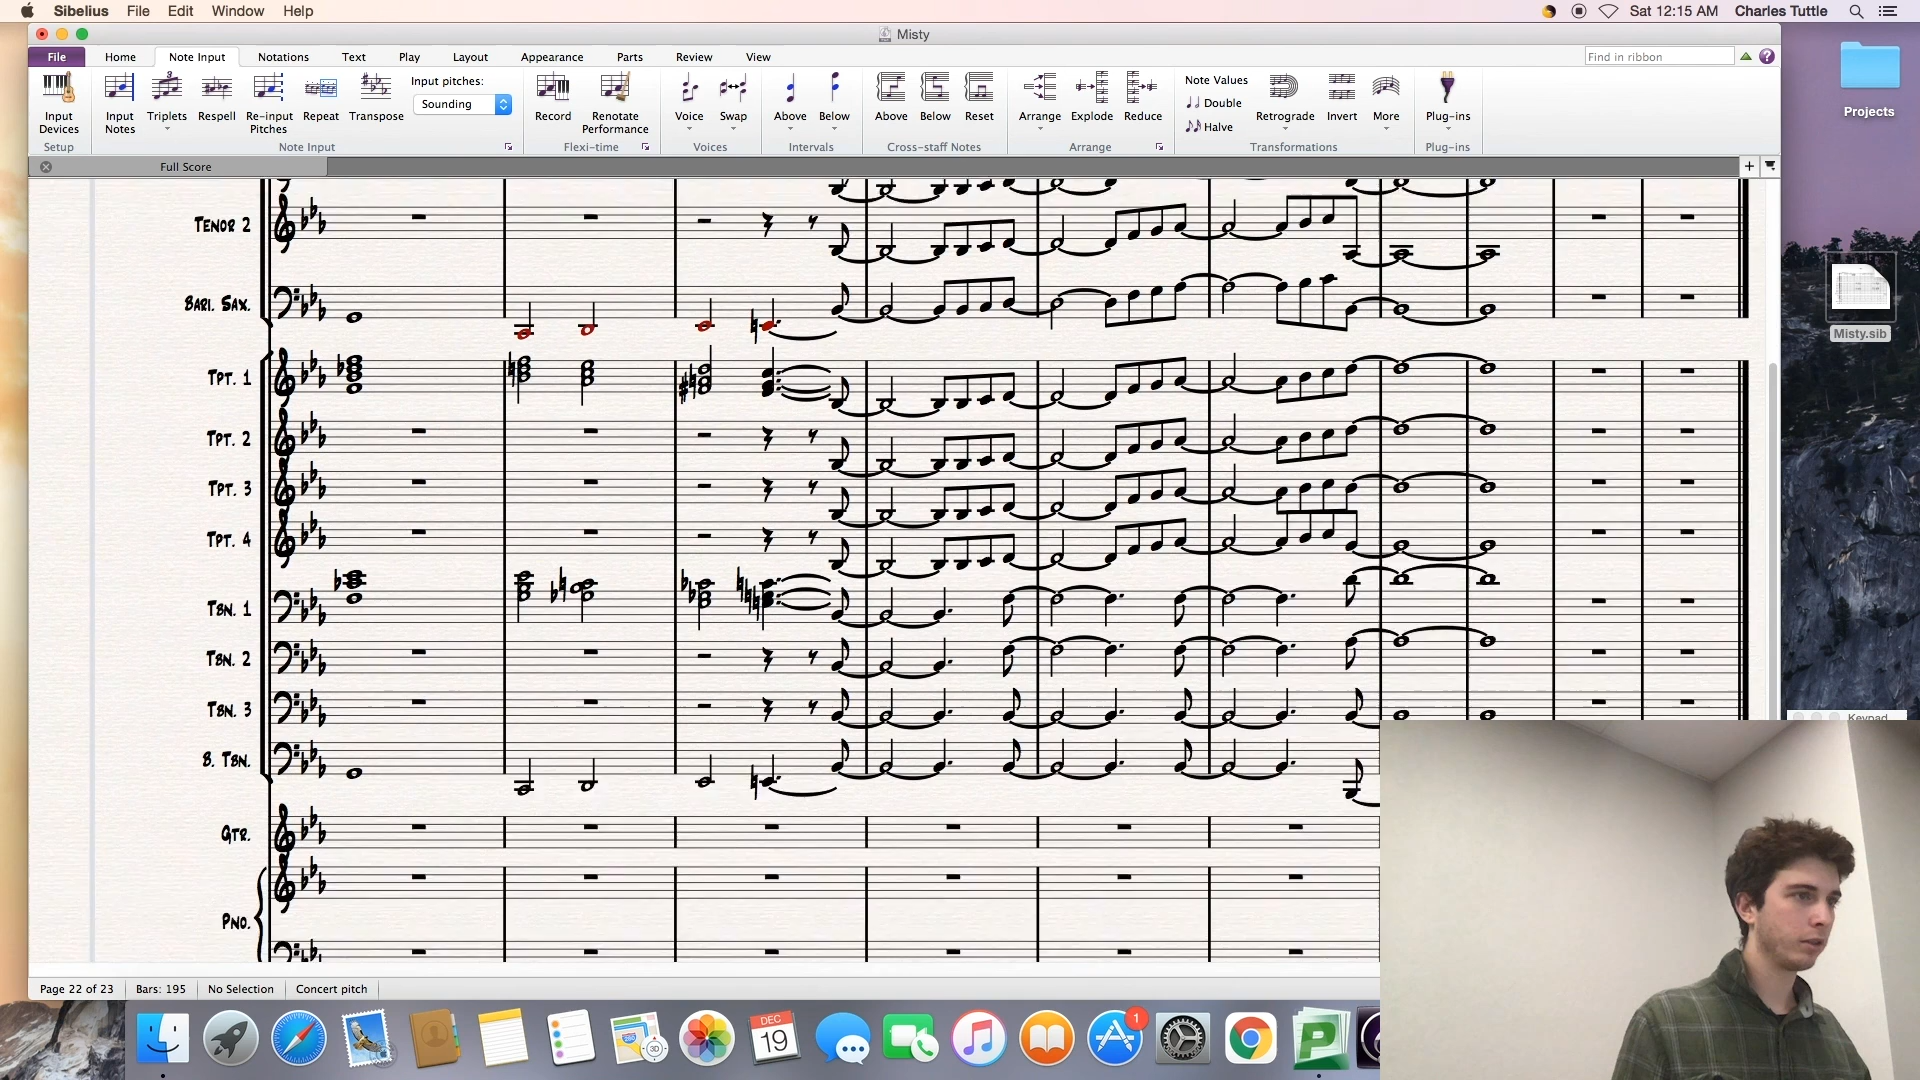 Sibelius File Edit Window Help Sat 12:15 AM Charles Tuttle
Misty
File Home Note Input Notations Text Play Layout Appearance Parts Review View Find in ribbon
Input Devices
Setup
Input Notes
Triplets
Respell
Re-input Pitches
Repeat
Transpose
Input pitches:
Sounding
Note Input
Record
Renotate Performance
Flexi-time
Voice
Swap
Voices
Above
Below
Intervals
Above
Below
Reset
Cross-staff Notes
Arrange
Explode
Reduce
Arrange
Note Values
Double
Halve
Retrograde
Invert
More
Transformations
Plug-ins
Plug-ins
Full Score
Projects
Misty.sib
Keypad
TENOR 2
BARI. SAX.
TPT. 1
TPT. 2
TPT. 3
TPT. 4
TBN. 1
TBN. 2
TBN. 3
B. TBN.
GTR.
PNO.
Page 22 of 23 Bars: 195 No Selection Concert pitch
DEC
19
280
3D
1